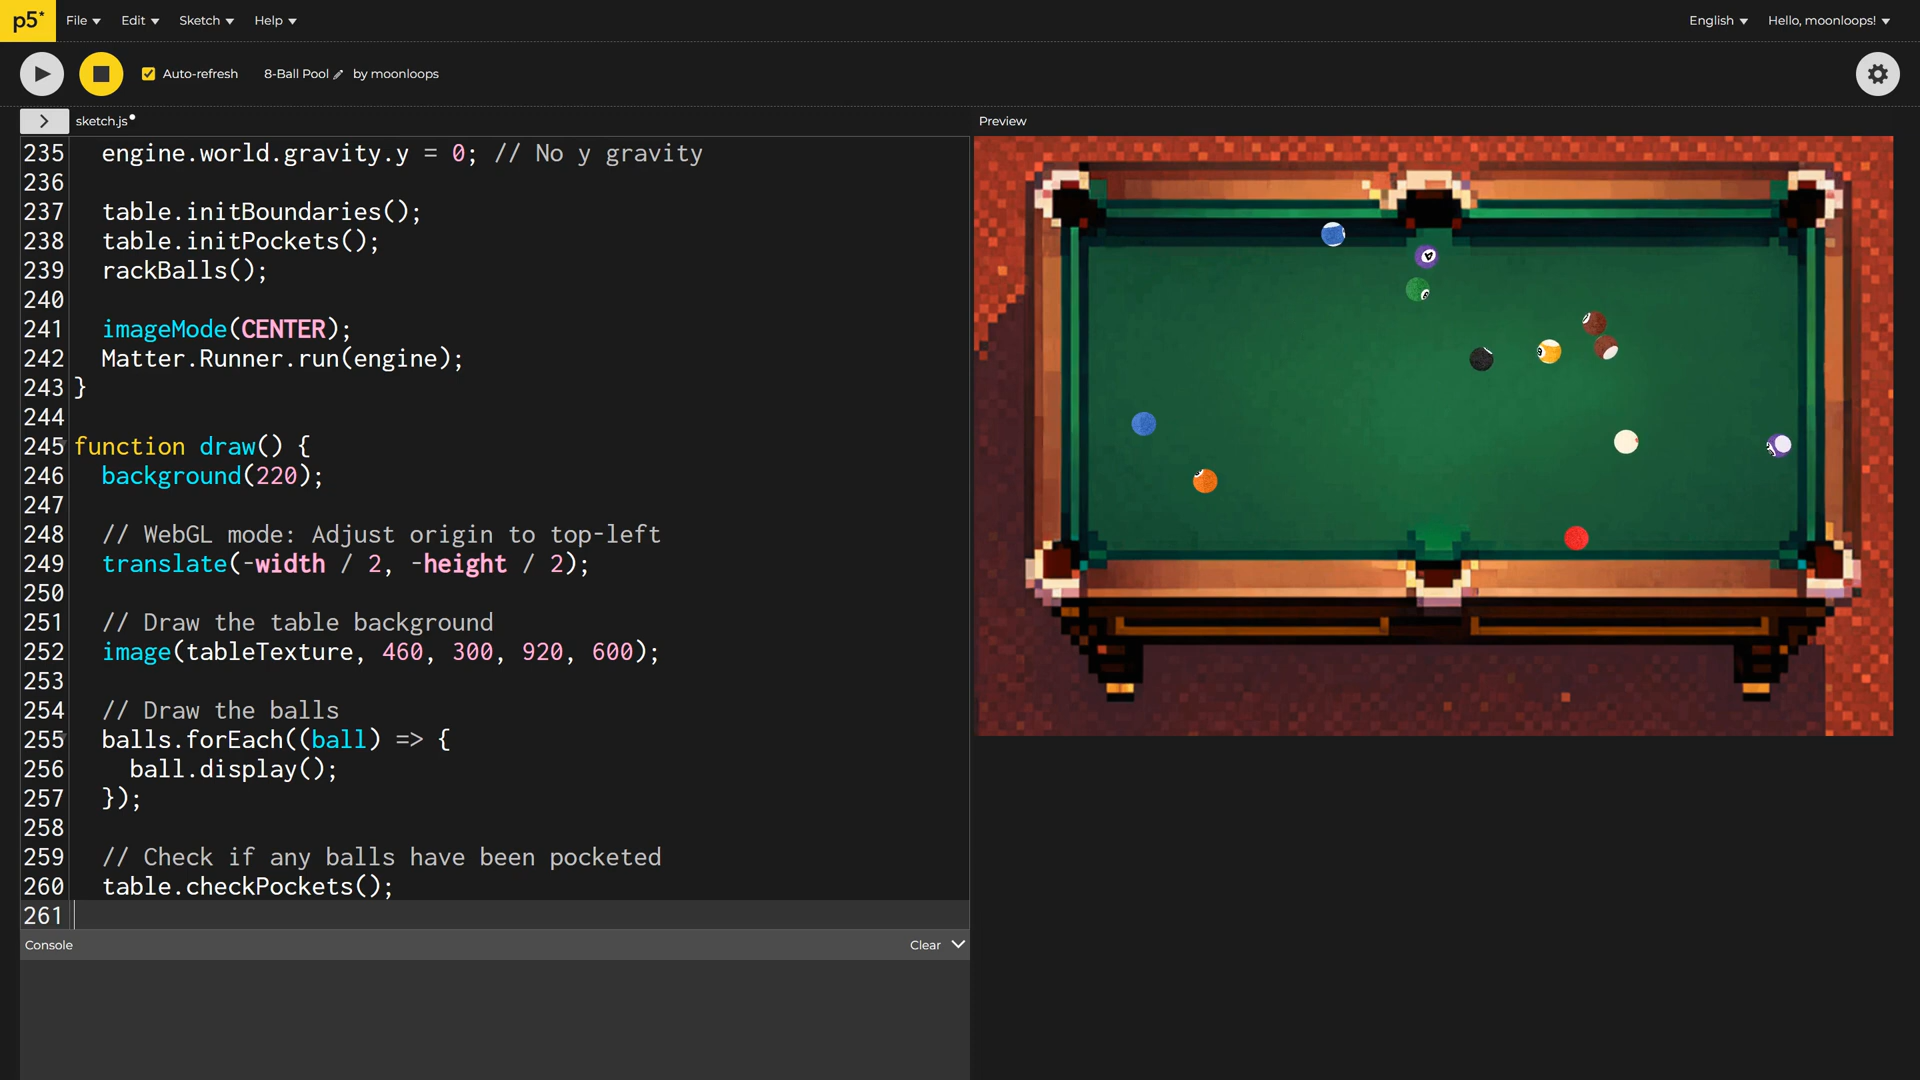 p5*
File
Edit
Sketch
Help
English
Hello, moonloops!
Auto-refresh
8-Ball Pool
by moonloops
sketch.js
Preview
235 engine.world.gravity.y = 0; // No y gravity
236
237 table.initBoundaries();
238 table.initPockets();
239 rackBalls();
240
241 imageMode(CENTER);
242 Matter.Runner.run(engine);
243 }
244
245 function draw() {
246 background(220);
247
248 // WebGL mode: Adjust origin to top-left
249 translate(-width / 2, -height / 2);
250
251 // Draw the table background
252 image(tableTexture, 460, 300, 920, 600);
253
254 // Draw the balls
255 balls.forEach((ball) => {
256 ball.display();
257 });
258
259 // Check if any balls have been pocketed
260 table.checkPockets();
261
Console
Clear